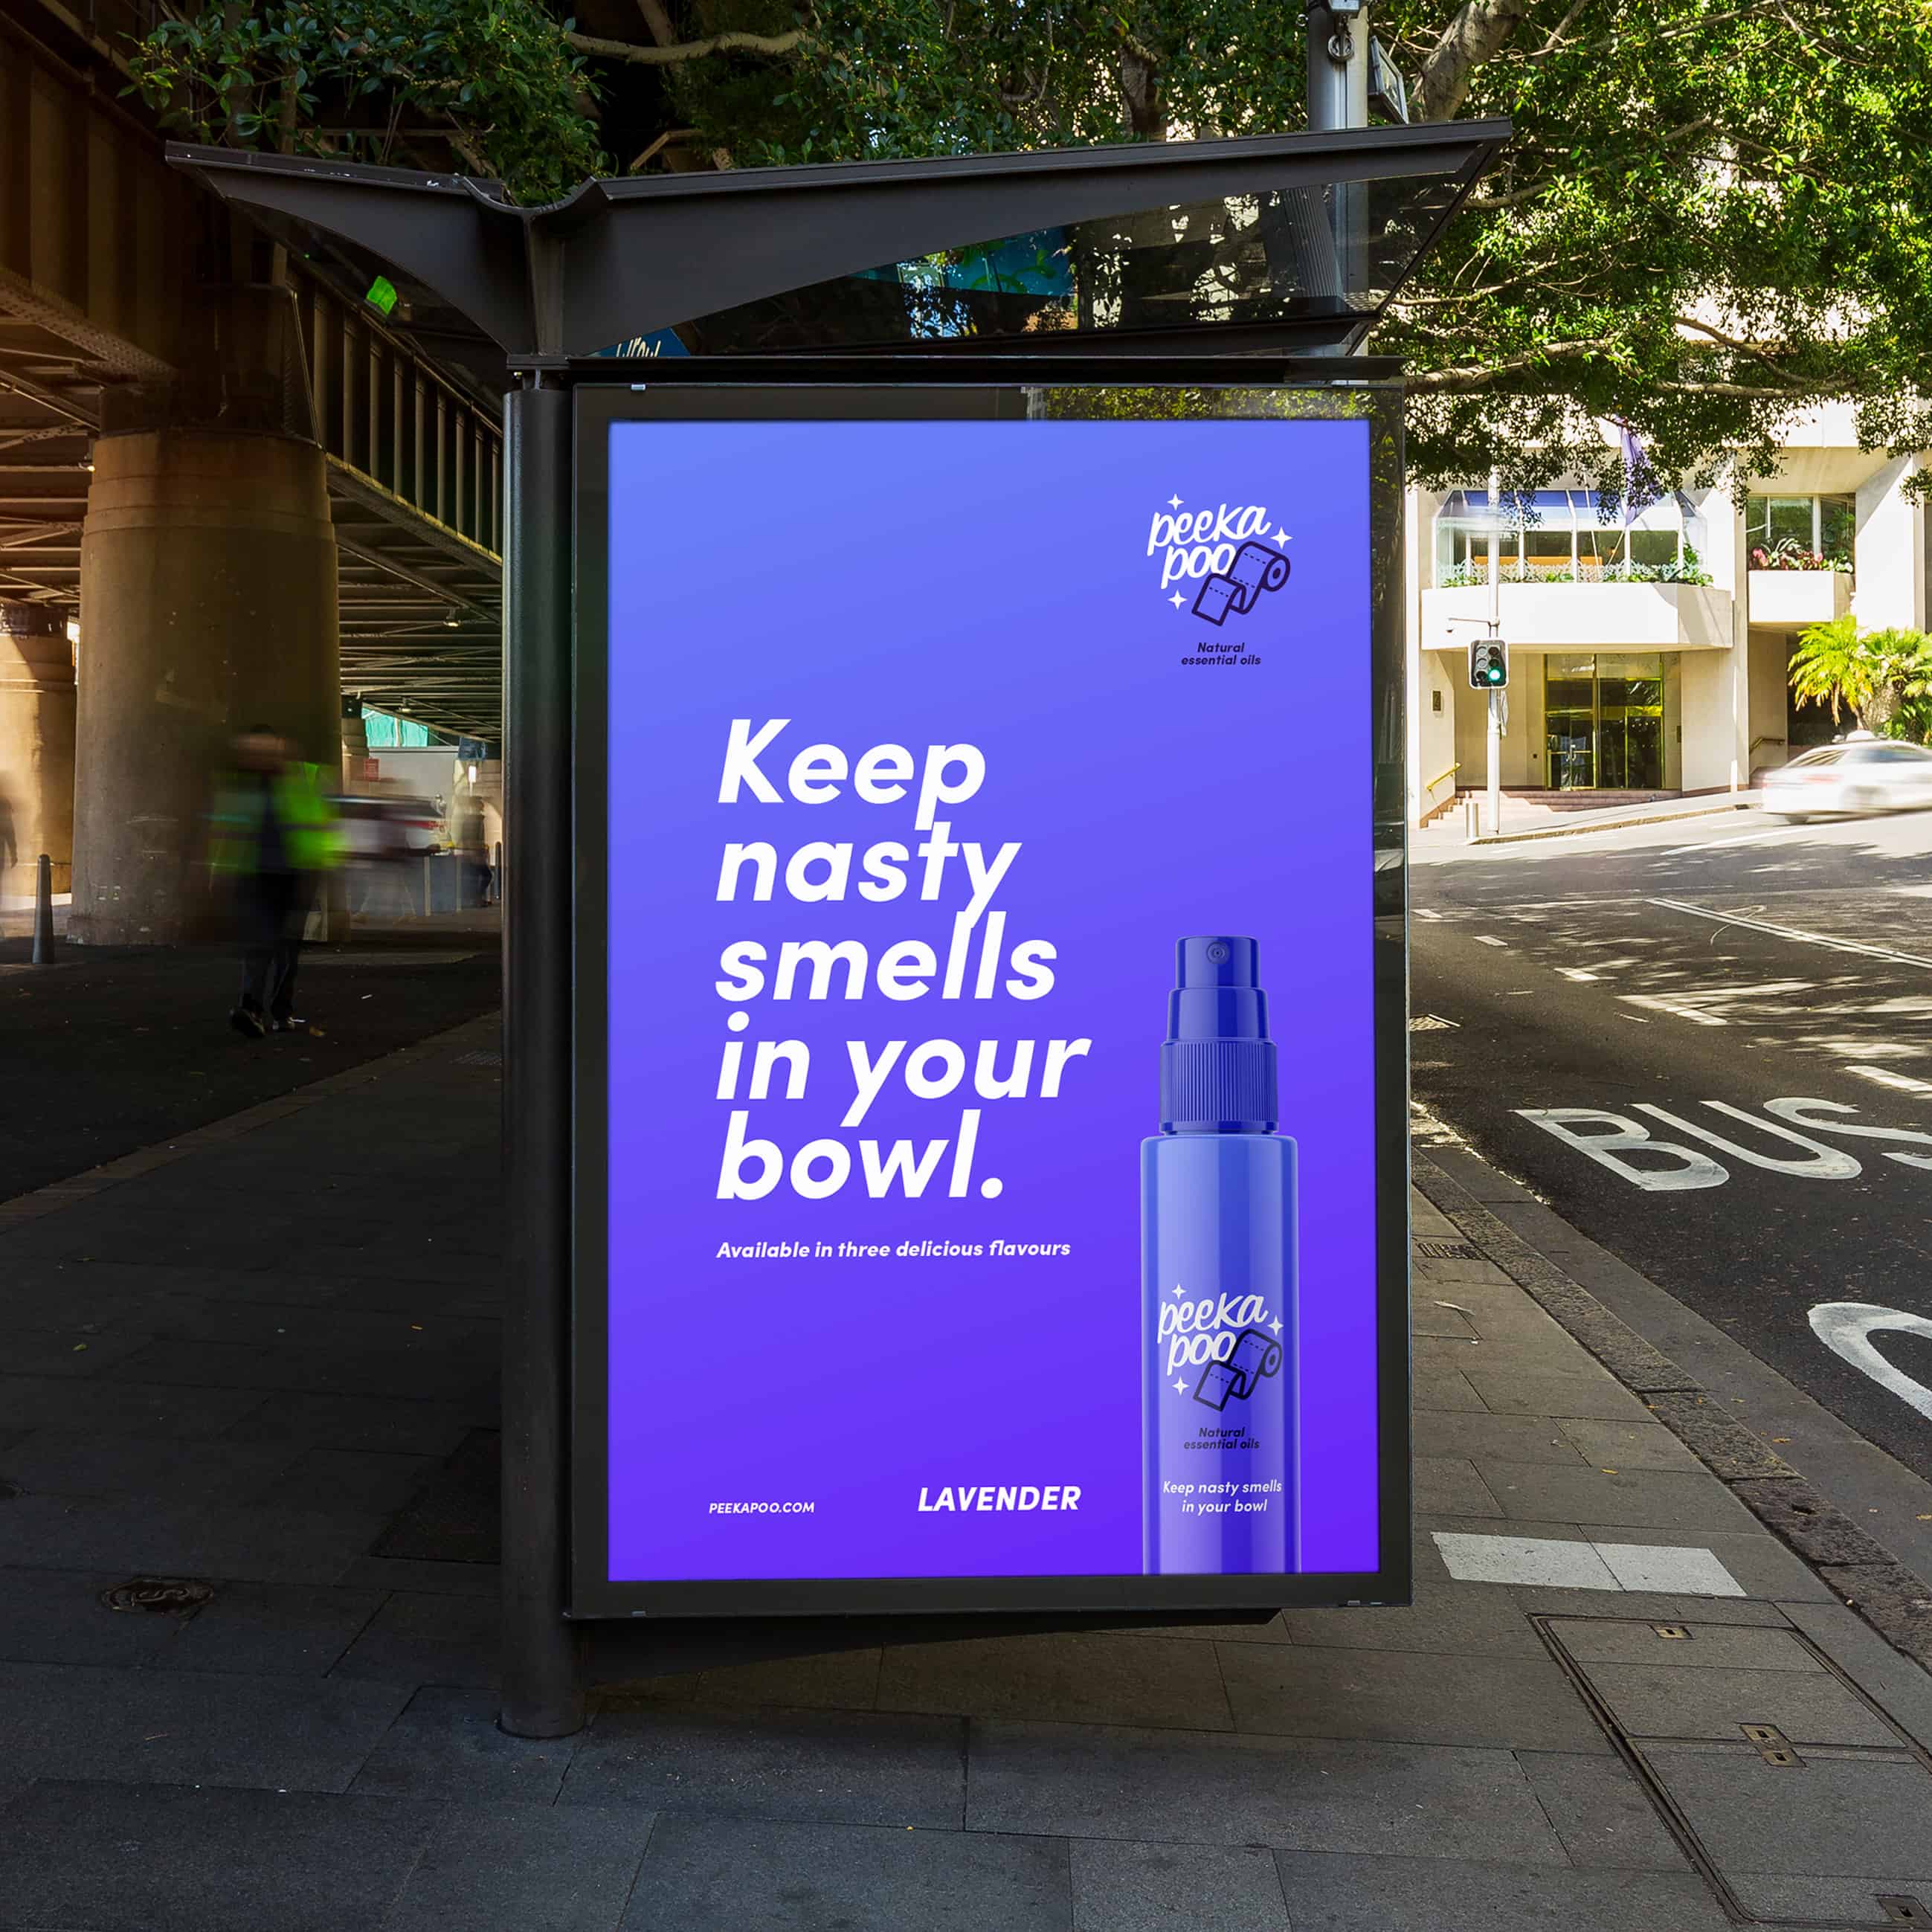 peeka
poo
Natural
essential oils
Keep
nasty
smells
in your
bowl.
Available in three delicious flavours
peeka
poo
Natural
essential oils
Keep nasty smells
in your bowl
PEEKAPOO.COM
LAVENDER
BUS